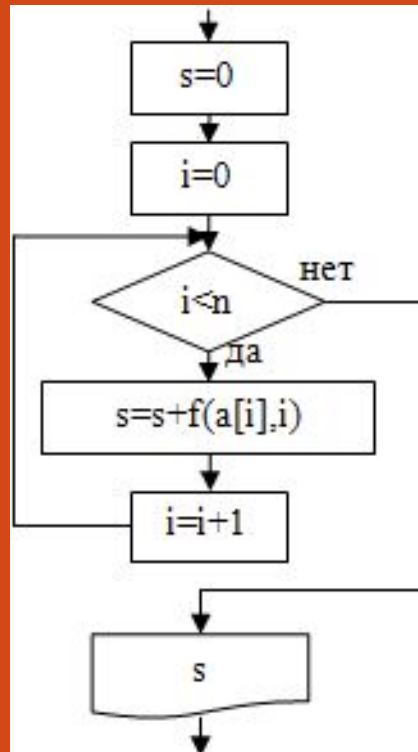 s=0
i=0
нет
i<n
да
s=s+f(a[i],i)
i=i+1
s